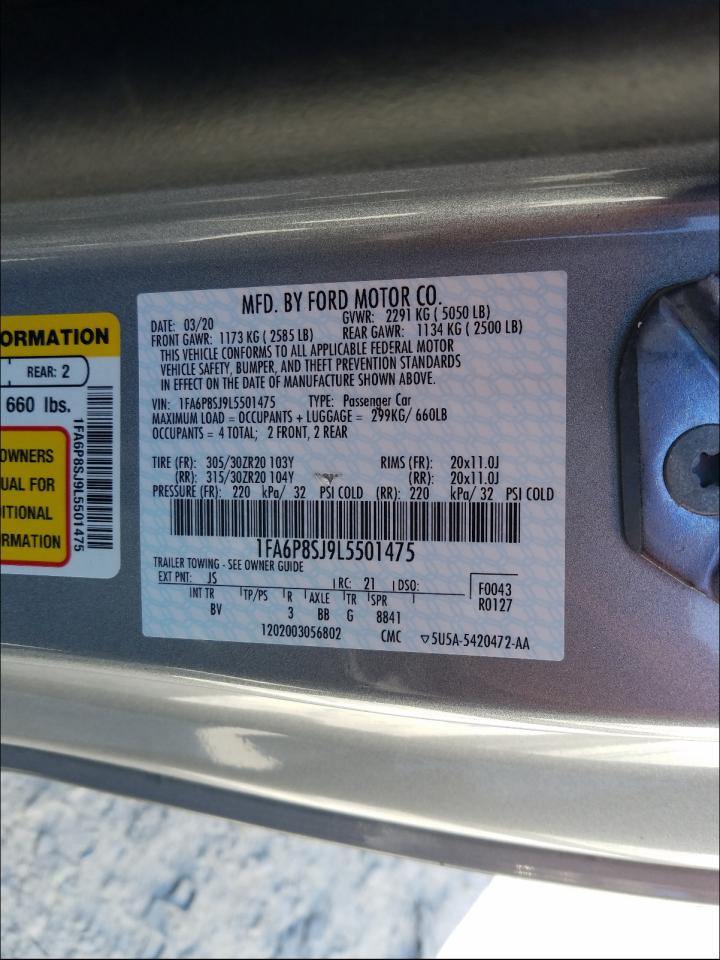 ORMATION
REAR: 2
660 lbs.
OWNERS
UAL FOR
DITIONAL
FORMATION
1FA6P8SJ9L5501475
MFD. BY FORD MOTOR CO.
DATE: 03/20 GVWR: 2291 KG ( 5050 LB)
FRONT GAWR: 1173 KG ( 2585 LB) REAR GAWR: 1134 KG ( 2500 LB)
THIS VEHICLE CONFORMS TO ALL APPLICABLE FEDERAL MOTOR
VEHICLE SAFETY, BUMPER, AND THEFT PREVENTION STANDARDS
IN EFFECT ON THE DATE OF MANUFACTURE SHOWN ABOVE.
VIN: 1FA6P8SJ9L5501475 TYPE: Passenger Car
MAXIMUM LOAD = OCCUPANTS + LUGGAGE = 299KG/ 660LB
OCCUPANTS = 4 TOTAL; 2 FRONT, 2 REAR
TIRE (FR): 305/30ZR20 103Y RIMS (FR): 20x11.0J
(RR): 315/30ZR20 104Y (RR): 20x11.0J
PRESSURE (FR): 220 kPa/ 32 PSI COLD (RR): 220 kPa/ 32 PSI COLD
1FA6P8SJ9L5501475
TRAILER TOWING - SEE OWNER GUIDE
EXT PNT: JS RC: 21 DSO: F0043
INT TR TP/PS R AXLE TR SPR R0127
BV 3 BB G 8841
1202003056802 CMC ▽5U5A-5420472-AA